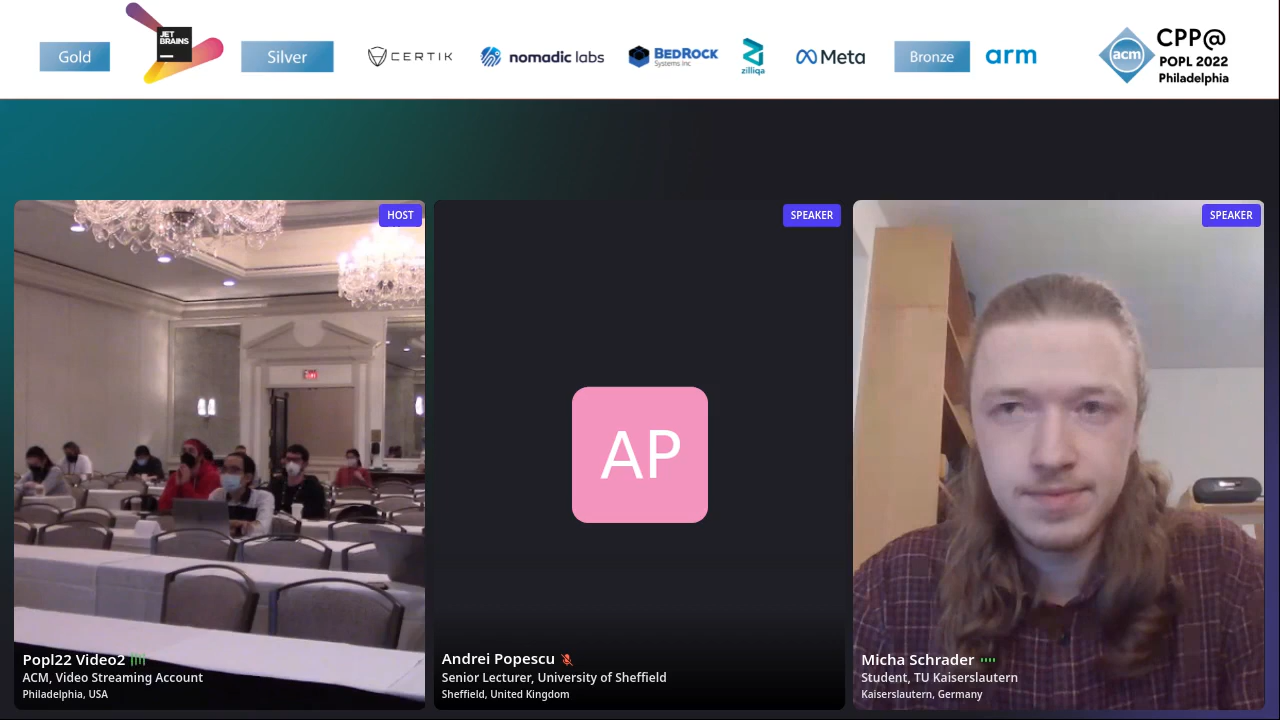 Gold
JET
BRAINS
Silver
CERTIK
nomadic labs
BEDROCK
Systems Inc
zilliqa
Meta
Bronze
arm
acm
CPP@
POPL 2022
Philadelphia
HOST
SPEAKER
SPEAKER
AP
Popl22 Video2
ACM, Video Streaming Account
Philadelphia, USA
Andrei Popescu
Senior Lecturer, University of Sheffield
Sheffield, United Kingdom
Micha Schrader
Student, TU Kaiserslautern
Kaiserslautern, Germany